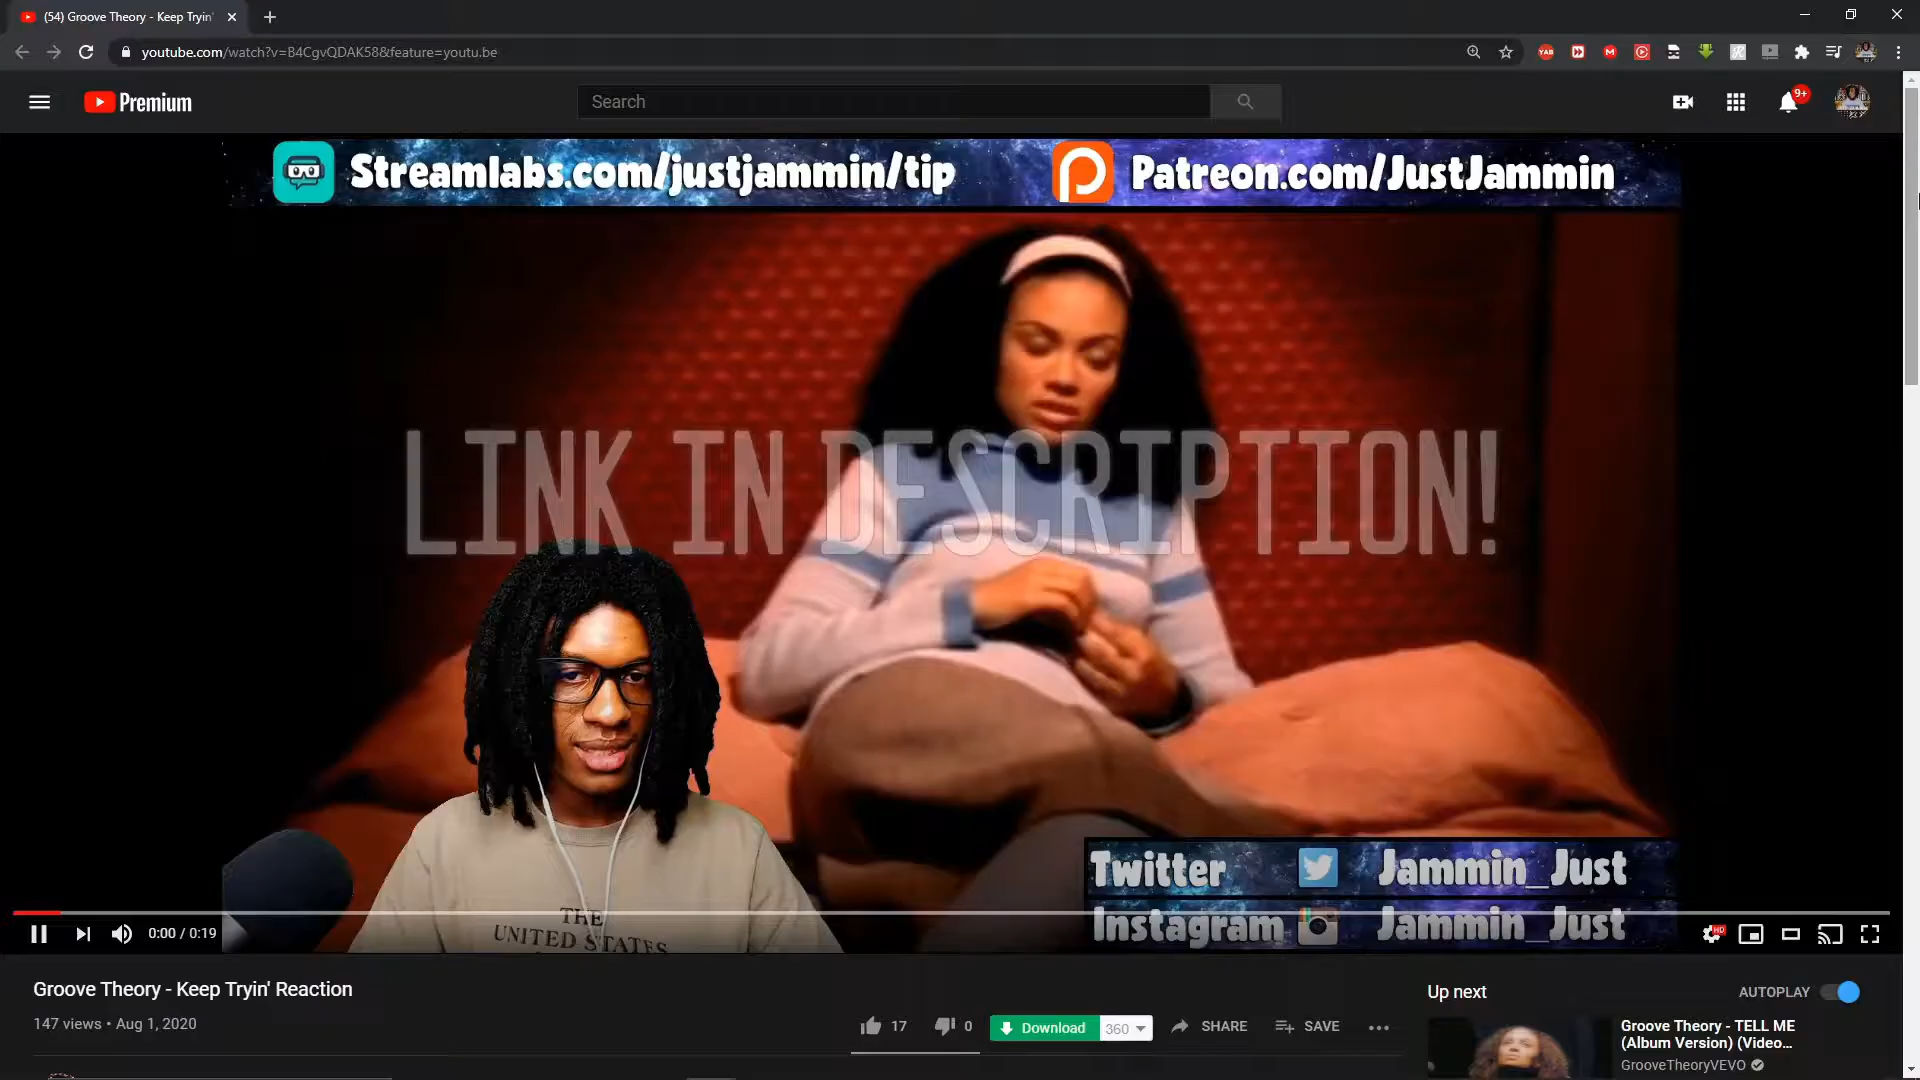 (54) Groove Theory - Keep Tryin'
youtube.com/watch?v=B4CgvQDAK58&feature=youtu.be
Premium
Search
9+
Streamlabs.com/justjammin/tip
Patreon.com/JustJammin
LINK IN DESCRIPTION!
THE
UNITED STATES
Twitter Jammin_Just
Instagram Jammin_Just
0:00 / 0:19
HD
Groove Theory - Keep Tryin' Reaction
147 views • Aug 1, 2020
17
0
Download
360
SHARE
SAVE
Up next
AUTOPLAY
Groove Theory - TELL ME
(Album Version) (Video...
GrooveTheoryVEVO